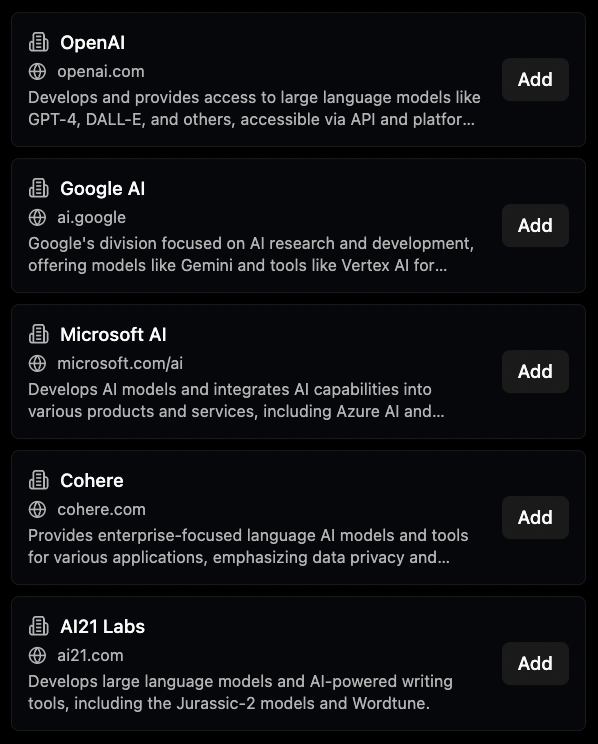 OpenAI
openai.com
Develops and provides access to large language models like
GPT-4, DALL-E, and others, accessible via API and platfor...
Add
Google AI
ai.google
Google's division focused on AI research and development,
offering models like Gemini and tools like Vertex AI for...
Add
Microsoft AI
microsoft.com/ai
Develops AI models and integrates AI capabilities into
various products and services, including Azure AI and...
Add
Cohere
cohere.com
Provides enterprise-focused language AI models and tools
for various applications, emphasizing data privacy and...
Add
AI21 Labs
ai21.com
Develops large language models and AI-powered writing
tools, including the Jurassic-2 models and Wordtune.
Add